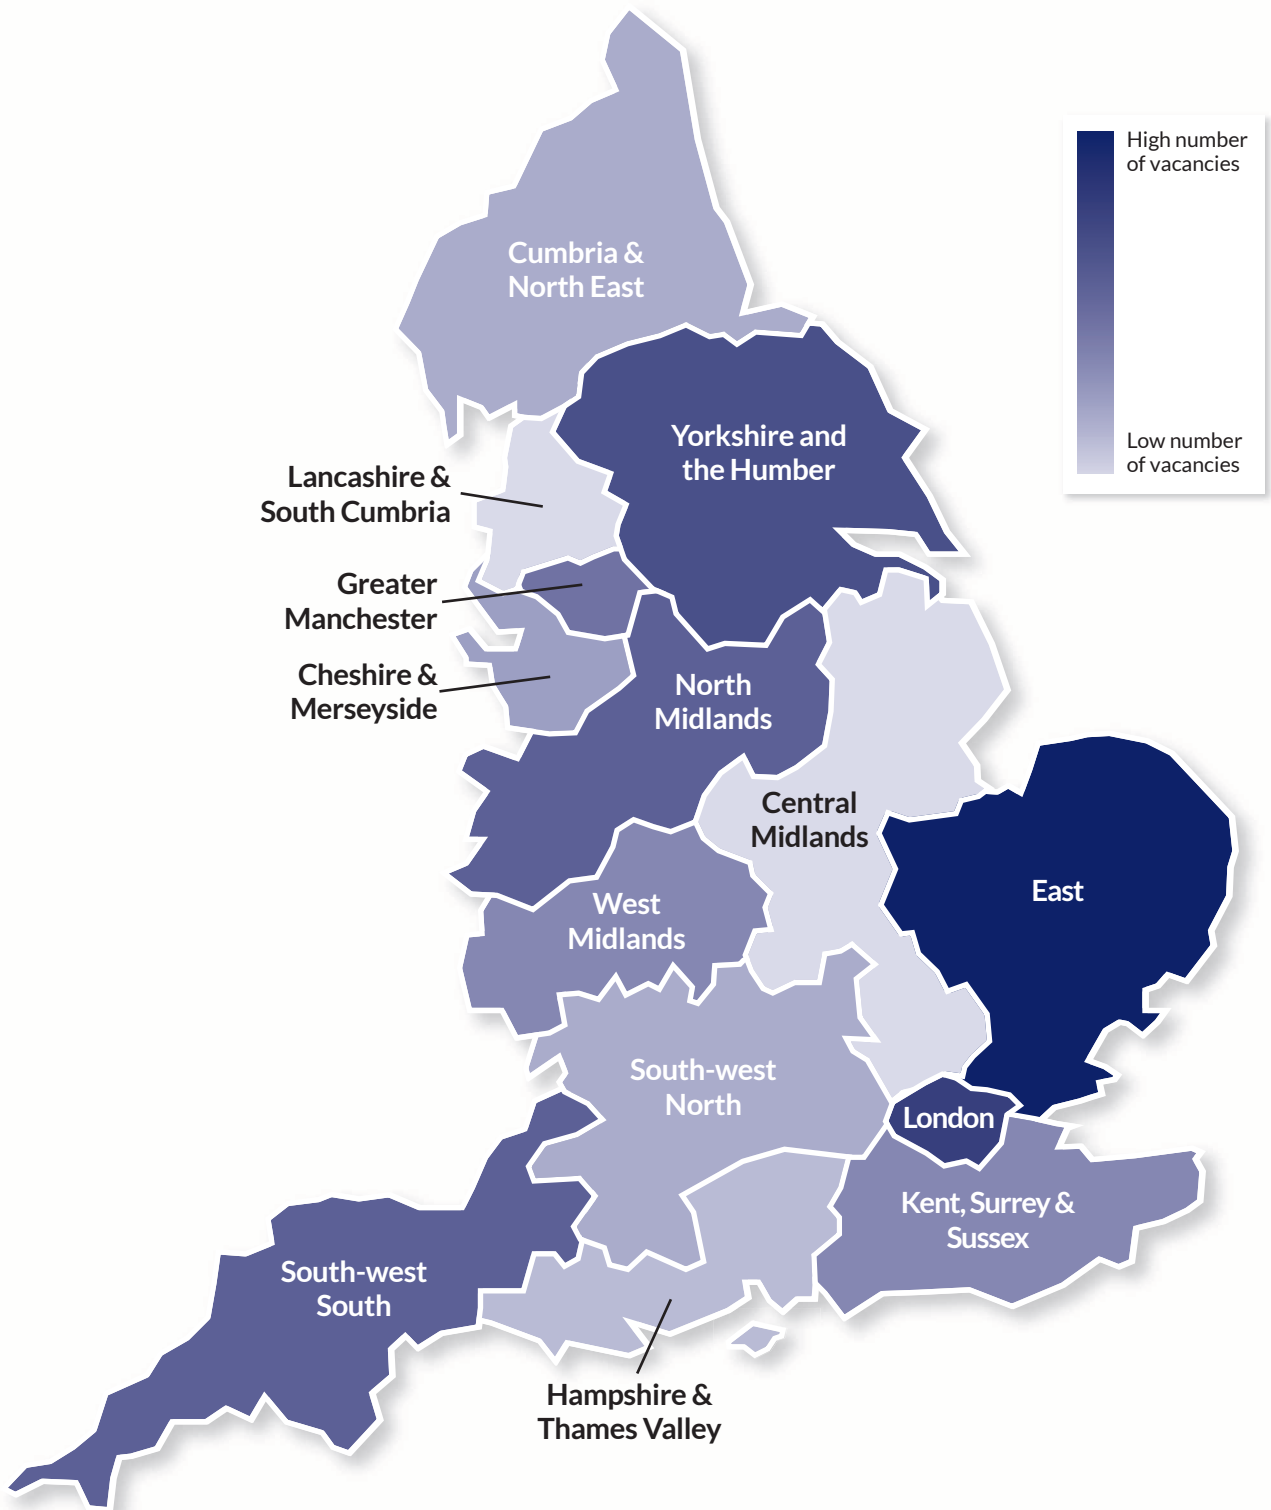 High number
of vacancies
Cumbria &
North East
Yorkshire and
the Humber
Low number
of vacancies
Lancashire &
South Cumbria
Greater
Manchester
Cheshire &
Merseyside
North
Midlands
Central
Midlands
East
West
Midlands
South-west
North
London
Kent, Surrey &
Sussex
South-west
South
Hampshire &
Thames Valley